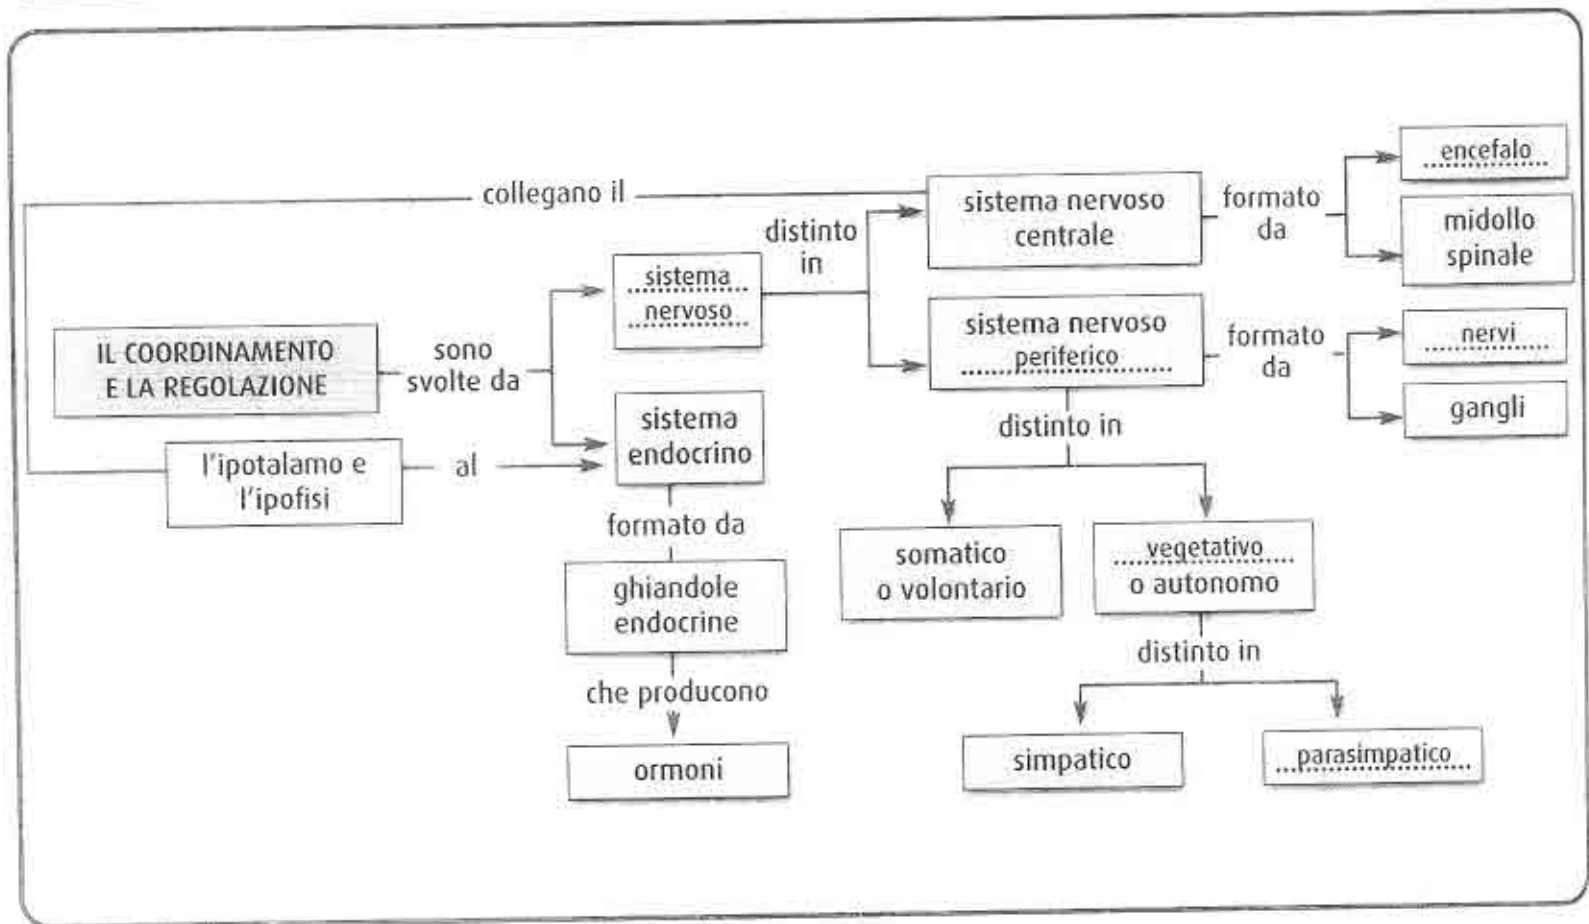 encefalo
collegano il
sistema nervoso
centrale
formato
da
midollo
spinale
distinto
in
sistema
nervoso
sistema nervoso
periferico
formato
da
nervi
gangli
IL COORDINAMENTO
E LA REGOLAZIONE
sono
svolte da
sistema
endocrino
distinto in
l'ipotalamo e
l'ipofisi
al
formato da
somatico
o volontario
vegetativo
o autonomo
ghiandole
endocrine
distinto in
che producono
ormoni
simpatico
parasimpatico